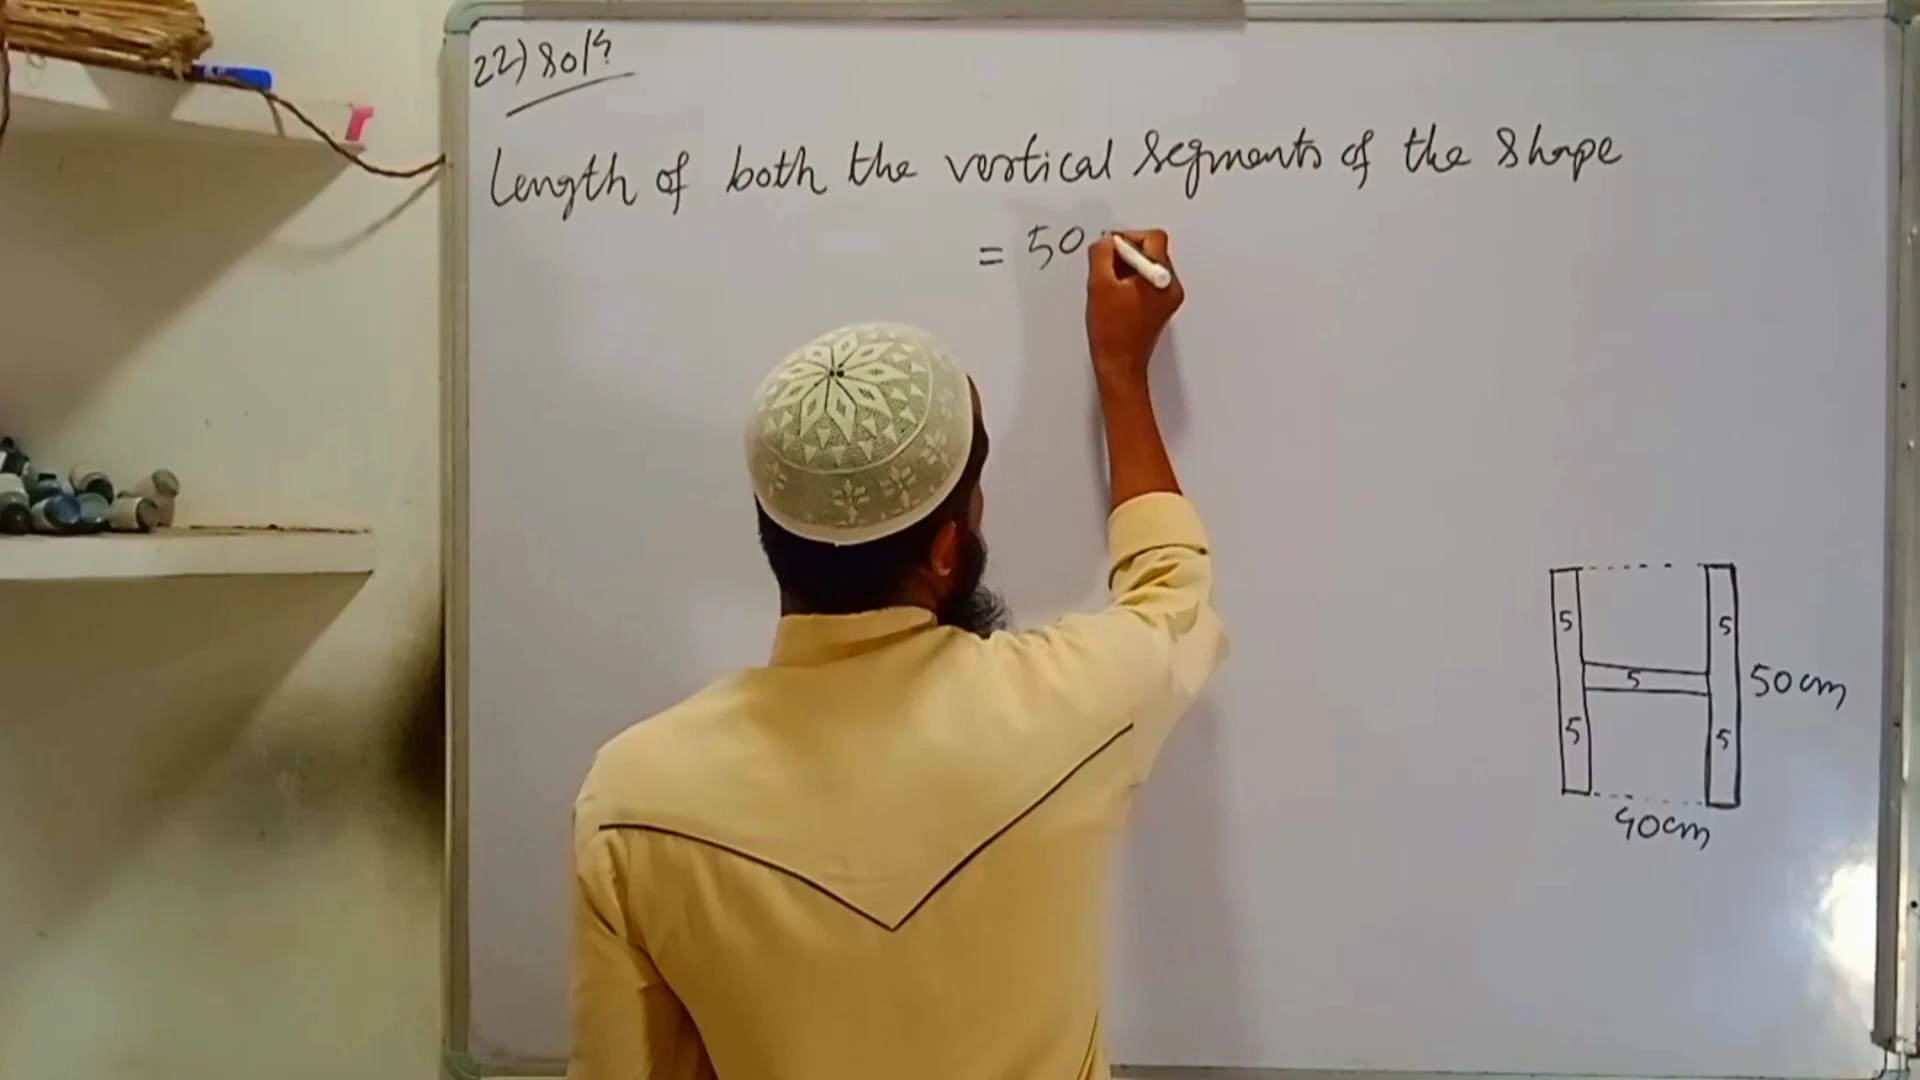 22) Sol:
Length of both the vertical segments of the shape
= 50
5 5
5 50cm
5 5
40cm